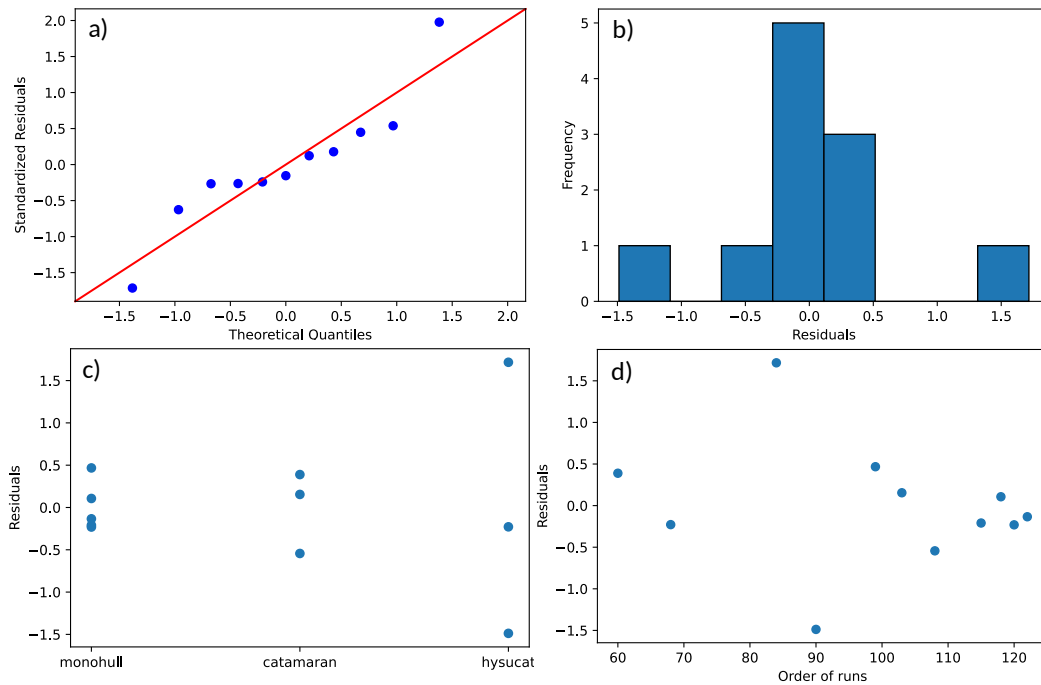 a)
Standardized Residuals
2.0
1.5
1.0
0.5
0.0
−0.5
−1.0
−1.5
−1.5 −1.0 −0.5 0.0 0.5 1.0 1.5 2.0
Theoretical Quantiles
b)
Frequency
5
4
3
2
1
0
−1.5 −1.0 −0.5 0.0 0.5 1.0 1.5
Residuals
c)
Residuals
1.5
1.0
0.5
0.0
−0.5
−1.0
−1.5
monohull catamaran hysucat
d)
Residuals
1.5
1.0
0.5
0.0
−0.5
−1.0
−1.5
60 70 80 90 100 110 120
Order of runs